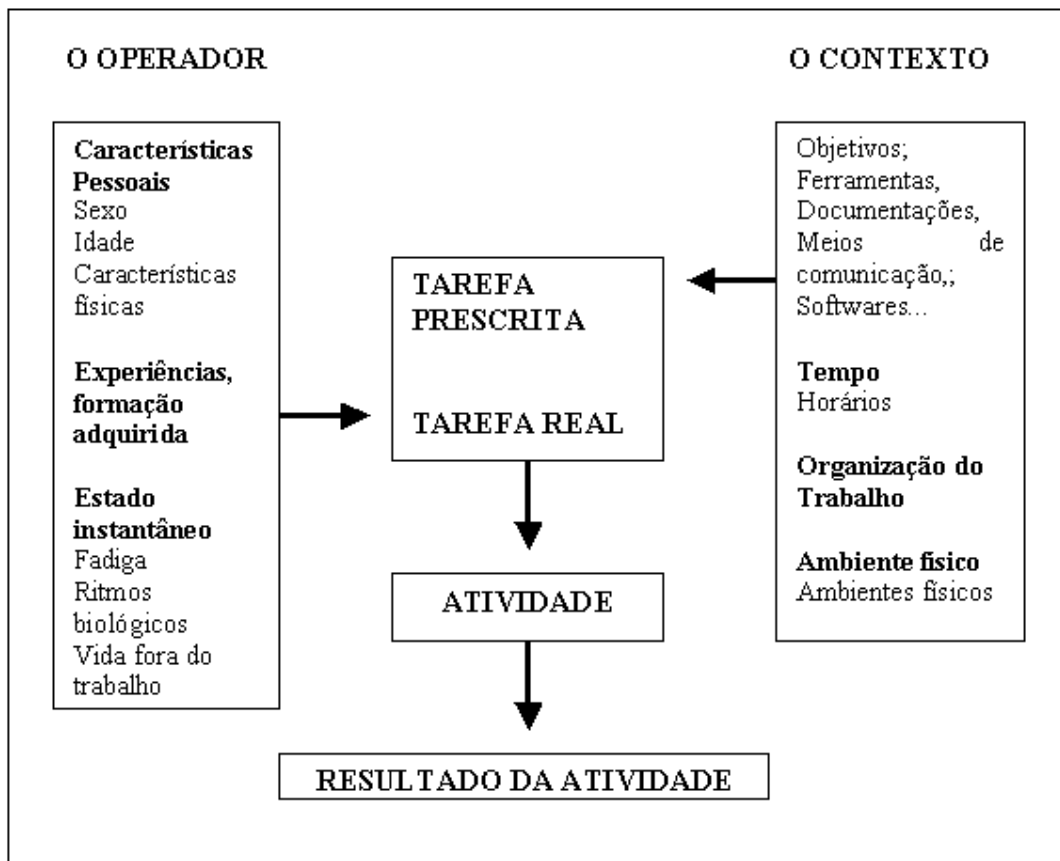 O OPERADOR
Características
Pessoais
Sexo
Idade
Características
físicas
Experiências,
formação
adquirida
Estado
instantâneo
Fadiga
Ritmos
biológicos
Vida fora do
trabalho
TAREFA
PRESCRITA
TAREFA REAL
ATIVIDADE
RESULTADO DA ATIVIDADE
O CONTEXTO
Objetivos;
Ferramentas,
Documentações,
Meios de
comunicação,;
Softwares...
Tempo
Horários
Organização do
Trabalho
Ambiente fisico
Ambientes físicos